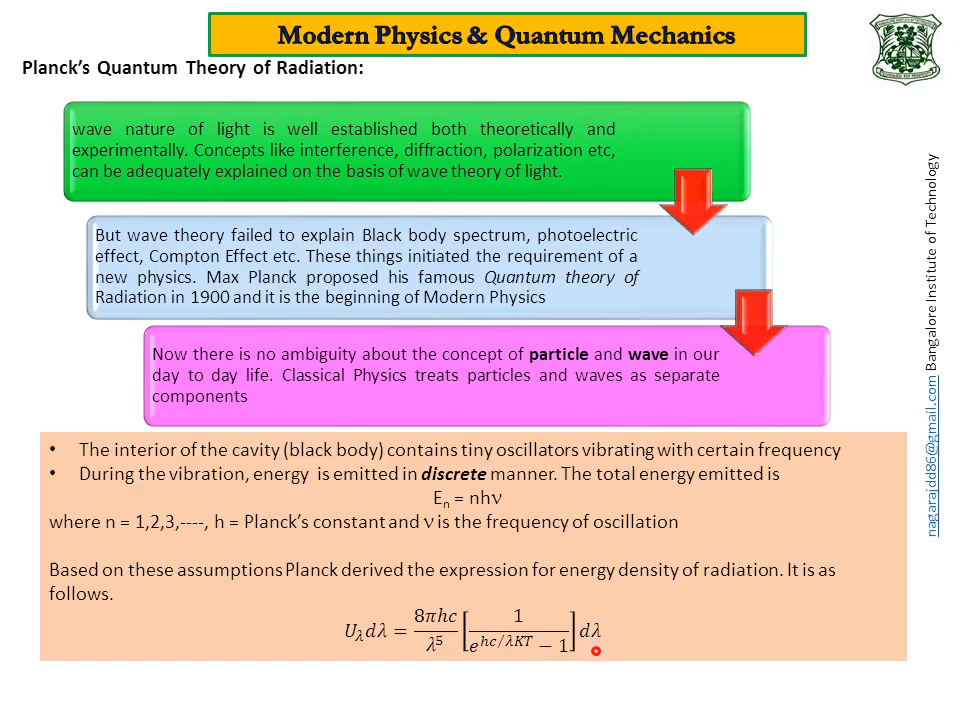 Modern Physics & Quantum Mechanics
Planck's Quantum Theory of Radiation:
wave nature of light is well established both theoretically and
experimentally. Concepts like interference, diffraction, polarization etc,
can be adequately explained on the basis of wave theory of light.
But wave theory failed to explain Black body spectrum, photoelectric
effect, Compton Effect etc. These things initiated the requirement of a
new physics. Max Planck proposed his famous Quantum theory of
Radiation in 1900 and it is the beginning of Modern Physics
Now there is no ambiguity about the concept of particle and wave in our
day to day life. Classical Physics treats particles and waves as separate
components
• The interior of the cavity (black body) contains tiny oscillators vibrating with certain frequency
• During the vibration, energy is emitted in discrete manner. The total energy emitted is
Eₙ = nhν
where n = 1,2,3,----, h = Planck's constant and ν is the frequency of oscillation
Based on these assumptions Planck derived the expression for energy density of radiation. It is as
follows.
U_λ dλ = 8πhc/λ⁵ [1/(e^{hc/λKT} − 1)] dλ
nagarajdd86@gmail.com Bangalore Institute of Technology